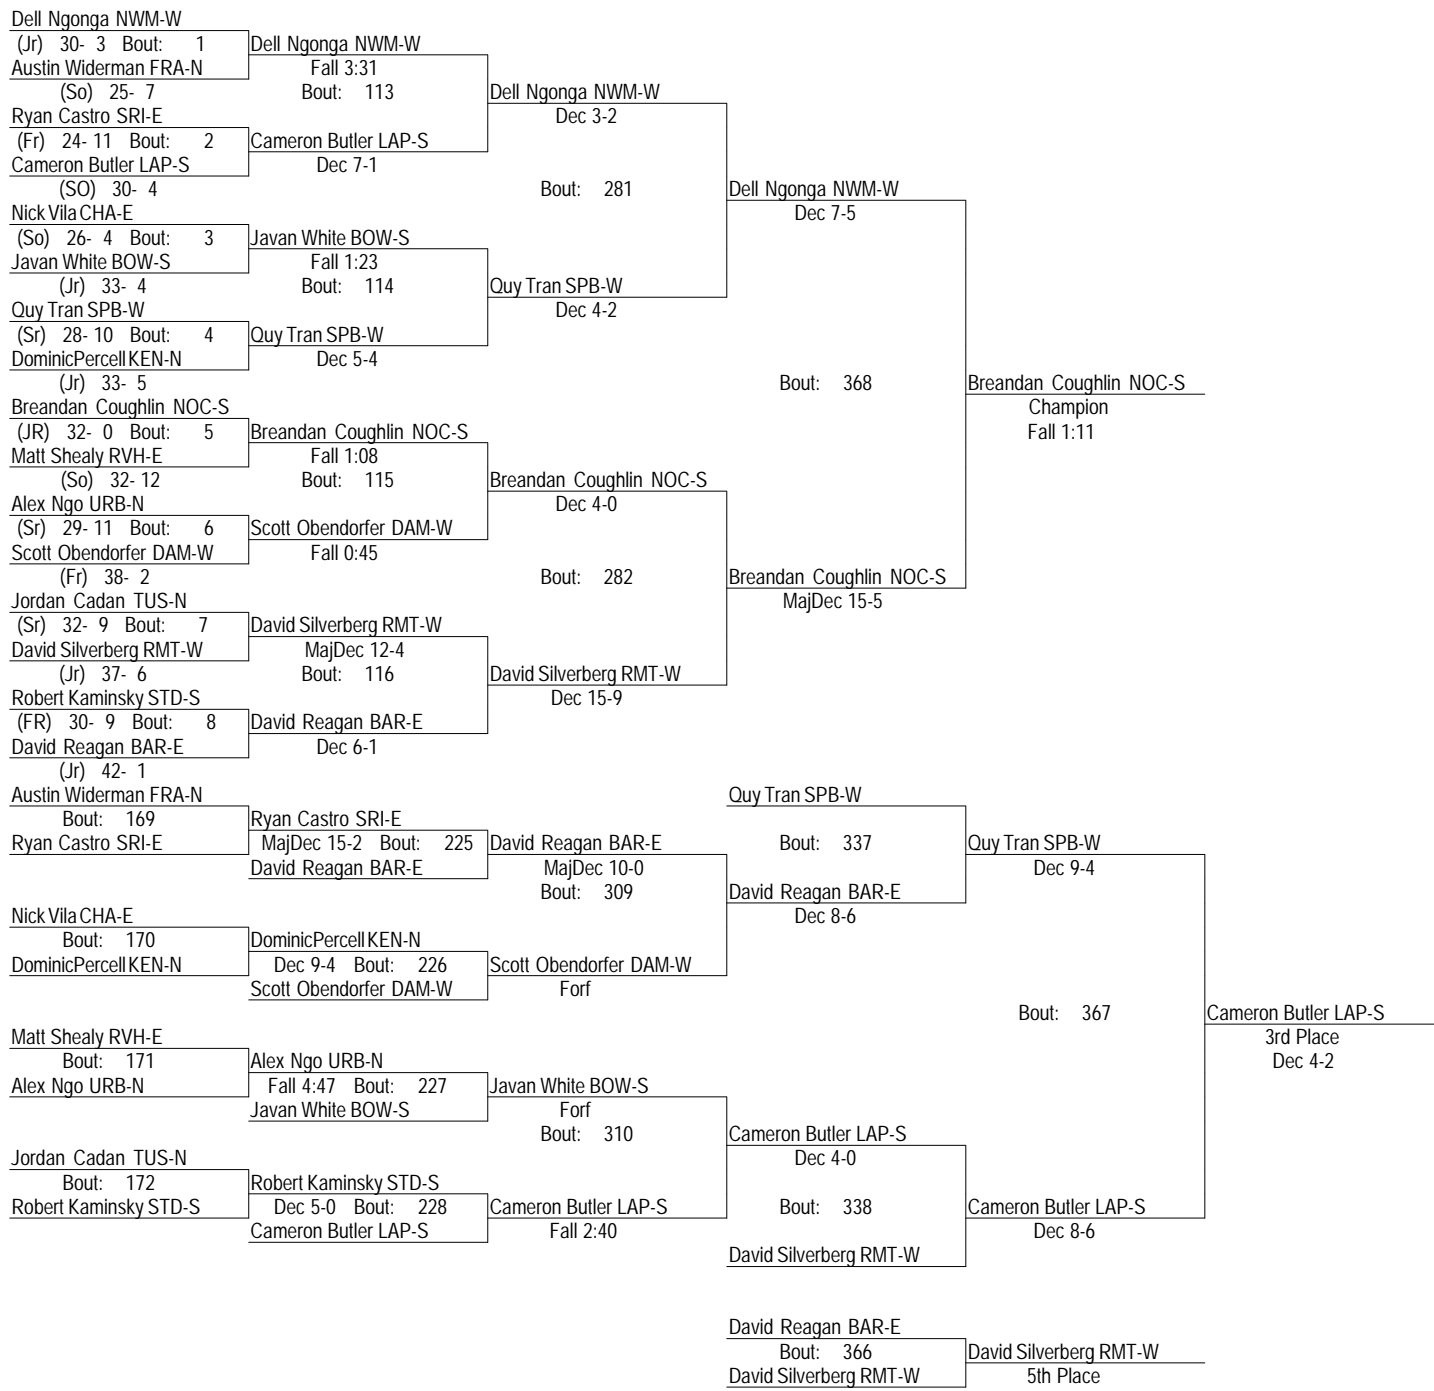 Dell Ngonga NWM-W
(Jr) 30- 3 Bout: 1 Dell Ngonga NWM-W
Austin Widerman FRA-N Fall 3:31
(So) 25- 7 Bout: 113 Dell Ngonga NWM-W
Ryan Castro SRI-E Dec 3-2
(Fr) 24- 11 Bout: 2 Cameron Butler LAP-S
Cameron Butler LAP-S Dec 7-1
(SO) 30- 4 Bout: 281 Dell Ngonga NWM-W
Nick Vila CHA-E Dec 7-5
(So) 26- 4 Bout: 3 Javan White BOW-S
Javan White BOW-S Fall 1:23
(Jr) 33- 4 Bout: 114 Quy Tran SPB-W
Quy Tran SPB-W Dec 4-2
(Sr) 28- 10 Bout: 4 Quy Tran SPB-W
DominicPercell KEN-N Dec 5-4
(Jr) 33- 5 Bout: 368 Breandan Coughlin NOC-S
Breandan Coughlin NOC-S Champion
(JR) 32- 0 Bout: 5 Breandan Coughlin NOC-S Fall 1:11
Matt Shealy RVH-E Fall 1:08
(So) 32- 12 Bout: 115 Breandan Coughlin NOC-S
Alex Ngo URB-N Dec 4-0
(Sr) 29- 11 Bout: 6 Scott Obendorfer DAM-W
Scott Obendorfer DAM-W Fall 0:45
(Fr) 38- 2 Bout: 282 Breandan Coughlin NOC-S
Jordan Cadan TUS-N MajDec 15-5
(Sr) 32- 9 Bout: 7 David Silverberg RMT-W
David Silverberg RMT-W MajDec 12-4
(Jr) 37- 6 Bout: 116 David Silverberg RMT-W
Robert Kaminsky STD-S Dec 15-9
(FR) 30- 9 Bout: 8 David Reagan BAR-E
David Reagan BAR-E Dec 6-1
(Jr) 42- 1
Austin Widerman FRA-N Quy Tran SPB-W
Bout: 169 Ryan Castro SRI-E
Ryan Castro SRI-E MajDec 15-2 Bout: 225 David Reagan BAR-E Bout: 337 Quy Tran SPB-W
David Reagan BAR-E MajDec 10-0 Dec 9-4
Bout: 309 David Reagan BAR-E
Nick Vila CHA-E Dec 8-6
Bout: 170 DominicPercell KEN-N
DominicPercell KEN-N Dec 9-4 Bout: 226 Scott Obendorfer DAM-W
Scott Obendorfer DAM-W Forf
Bout: 367 Cameron Butler LAP-S
Matt Shealy RVH-E 3rd Place
Bout: 171 Alex Ngo URB-N Dec 4-2
Alex Ngo URB-N Fall 4:47 Bout: 227 Javan White BOW-S
Javan White BOW-S Forf
Bout: 310 Cameron Butler LAP-S
Jordan Cadan TUS-N Dec 4-0
Bout: 172 Robert Kaminsky STD-S
Robert Kaminsky STD-S Dec 5-0 Bout: 228 Cameron Butler LAP-S Bout: 338 Cameron Butler LAP-S
Cameron Butler LAP-S Fall 2:40 Dec 8-6
David Silverberg RMT-W
David Reagan BAR-E
Bout: 366 David Silverberg RMT-W
David Silverberg RMT-W 5th Place